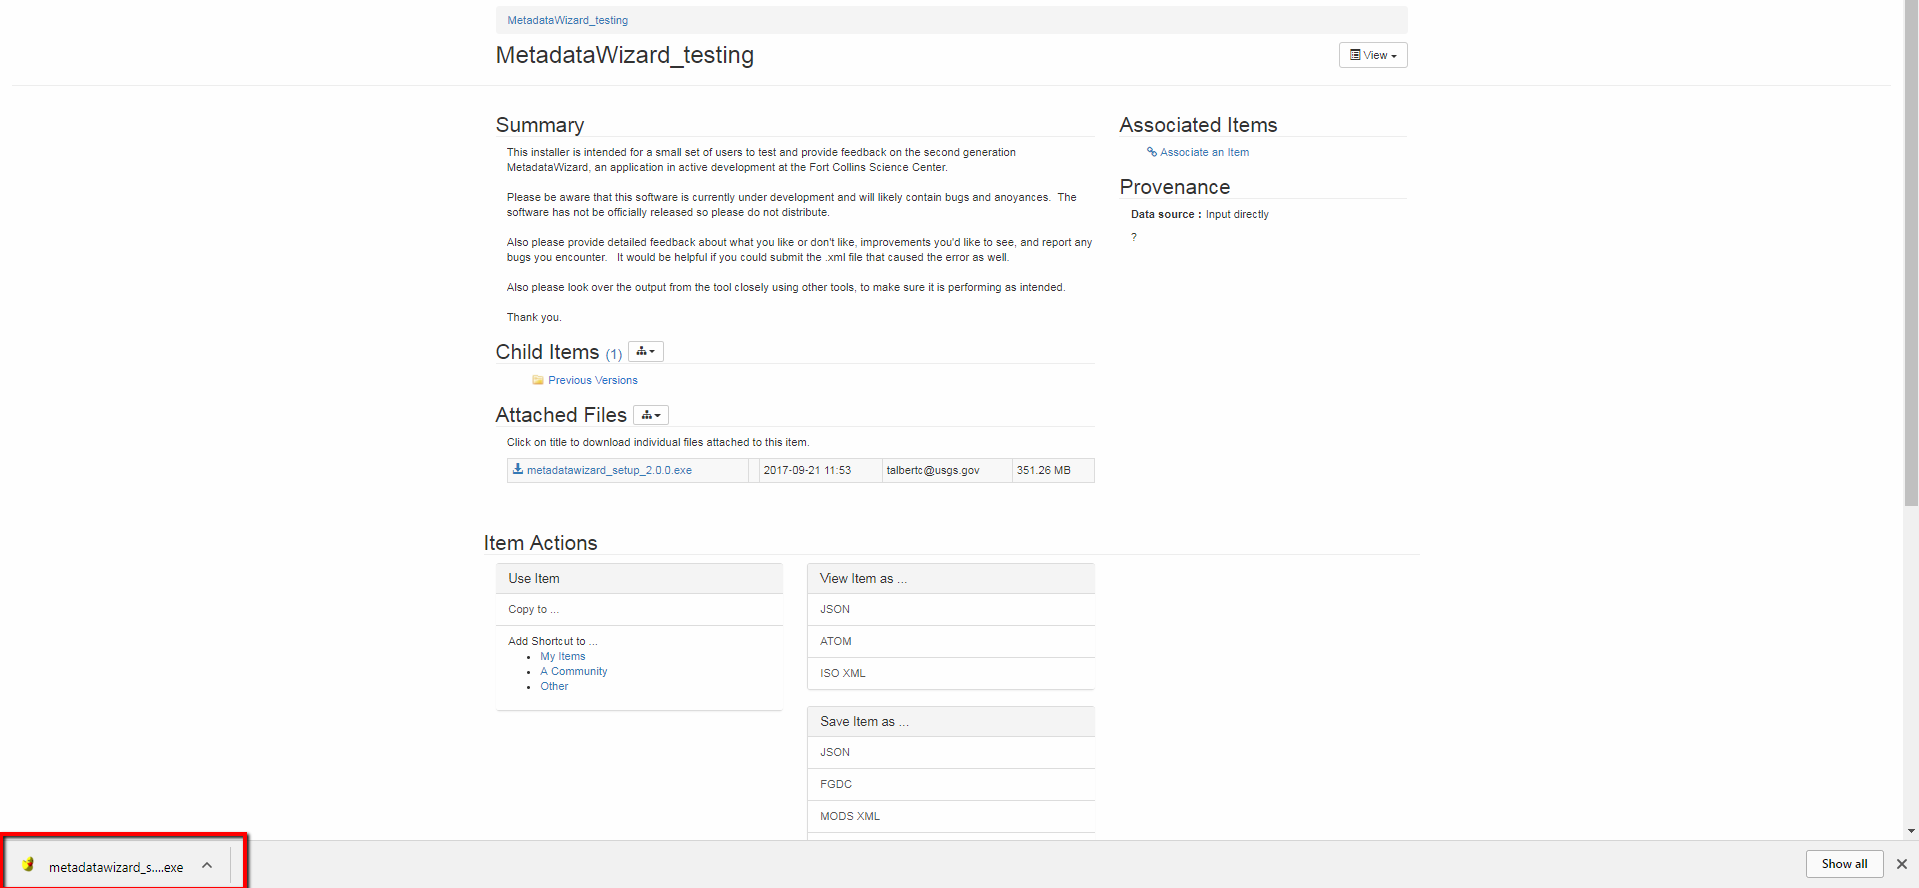 MetadataWizard_testing
MetadataWizard_testing
View
Summary
This installer is intended for a small set of users to test and provide feedback on the second generation
MetadataWizard, an application in active development at the Fort Collins Science Center.
Please be aware that this software is currently under development and will likely contain bugs and anoyances.  The
software has not be officially released so please do not distribute.
Also please provide detailed feedback about what you like or don't like, improvements you'd like to see, and report any
bugs you encounter.   It would be helpful if you could submit the .xml file that caused the error as well.
Also please look over the output from the tool closely using other tools, to make sure it is performing as intended.
Thank you.
Child Items (1)
Previous Versions
Attached Files
Click on title to download individual files attached to this item.
metadatawizard_setup_2.0.0.exe 2017-09-21 11:53 talbertc@usgs.gov 351.26 MB
Associated Items
Associate an Item
Provenance
Data source : Input directly
?
Item Actions
Use Item
Copy to ...
Add Shortcut to ...
My Items
A Community
Other
View Item as ...
JSON
ATOM
ISO XML
Save Item as ...
JSON
FGDC
MODS XML
metadatawizard_s....exe
Show all